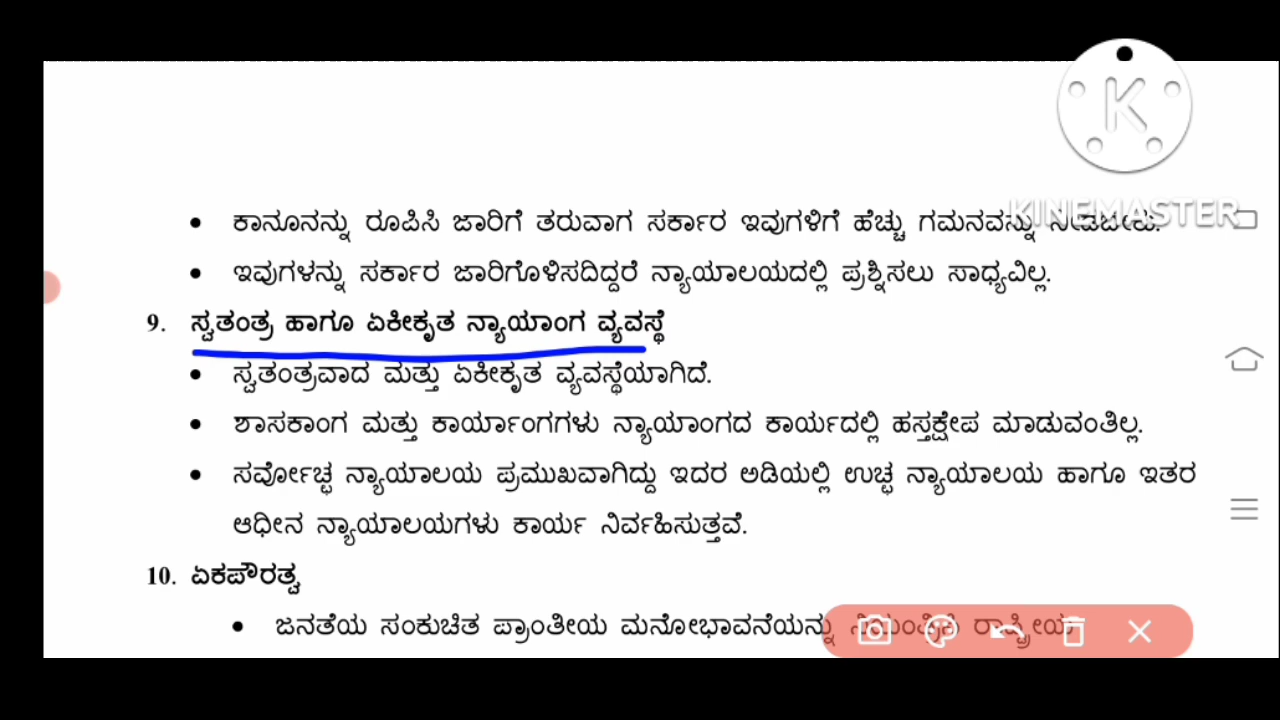 K
KINEMASTER
• ಕಾನೂನನ್ನು ರೂಪಿಸಿ ಜಾರಿಗೆ ತರುವಾಗ ಸರ್ಕಾರ ಇವುಗಳಿಗೆ ಹೆಚ್ಚು ಗಮನವನ್ನು
• ಇವುಗಳನ್ನು ಸರ್ಕಾರ ಜಾರಿಗೊಳಿಸದಿದ್ದರೆ ನ್ಯಾಯಾಲಯದಲ್ಲಿ ಪ್ರಶ್ನಿಸಲು ಸಾಧ್ಯವಿಲ್ಲ.
9. ಸ್ವತಂತ್ರ ಹಾಗೂ ಏಕೀಕೃತ ನ್ಯಾಯಾಂಗ ವ್ಯವಸ್ಥೆ
• ಸ್ವತಂತ್ರವಾದ ಮತ್ತು ಏಕೀಕೃತ ವ್ಯವಸ್ಥೆಯಾಗಿದೆ.
• ಶಾಸಕಾಂಗ ಮತ್ತು ಕಾರ್ಯಾಂಗಗಳು ನ್ಯಾಯಾಂಗದ ಕಾರ್ಯದಲ್ಲಿ ಹಸ್ತಕ್ಷೇಪ ಮಾಡುವಂತಿಲ್ಲ.
• ಸರ್ವೋಚ್ಛ ನ್ಯಾಯಾಲಯ ಪ್ರಮುಖವಾಗಿದ್ದು ಇದರ ಅಡಿಯಲ್ಲಿ ಉಚ್ಛ ನ್ಯಾಯಾಲಯ ಹಾಗೂ ಇತರ
ಆಧೀನ ನ್ಯಾಯಾಲಯಗಳು ಕಾರ್ಯ ನಿರ್ವಹಿಸುತ್ತವೆ.
10. ಏಕಪೌರತ್ವ
• ಜನತೆಯ ಸಂಕುಚಿತ ಪ್ರಾಂತೀಯ ಮನೋಭಾವನೆಯನ್ನು ರಾಷ್ಟ್ರೀಯ